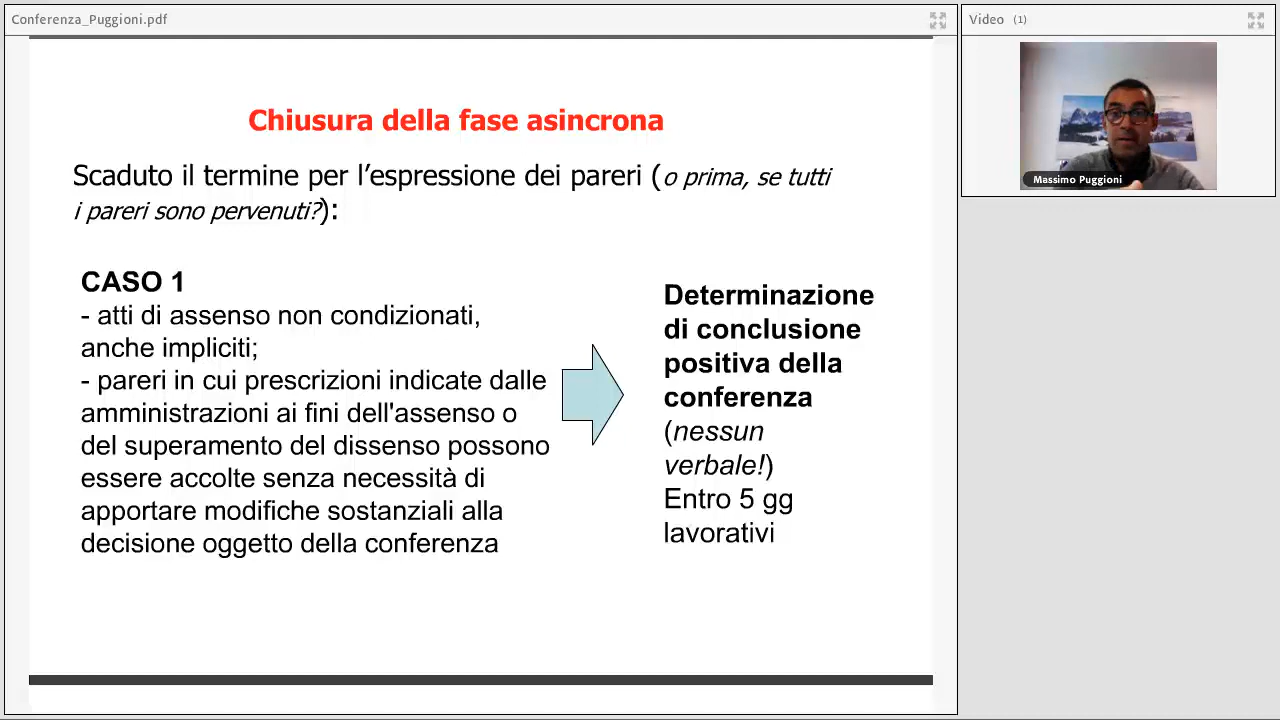 Conferenza_Puggioni.pdf
Video (1)
Massimo Puggioni
Chiusura della fase asincrona
Scaduto il termine per l’espressione dei pareri (o prima, se tutti
i pareri sono pervenuti?):
CASO 1
- atti di assenso non condizionati,
anche impliciti;
- pareri in cui prescrizioni indicate dalle
amministrazioni ai fini dell'assenso o
del superamento del dissenso possono
essere accolte senza necessità di
apportare modifiche sostanziali alla
decisione oggetto della conferenza
Determinazione
di conclusione
positiva della
conferenza
(nessun
verbale!)
Entro 5 gg
lavorativi